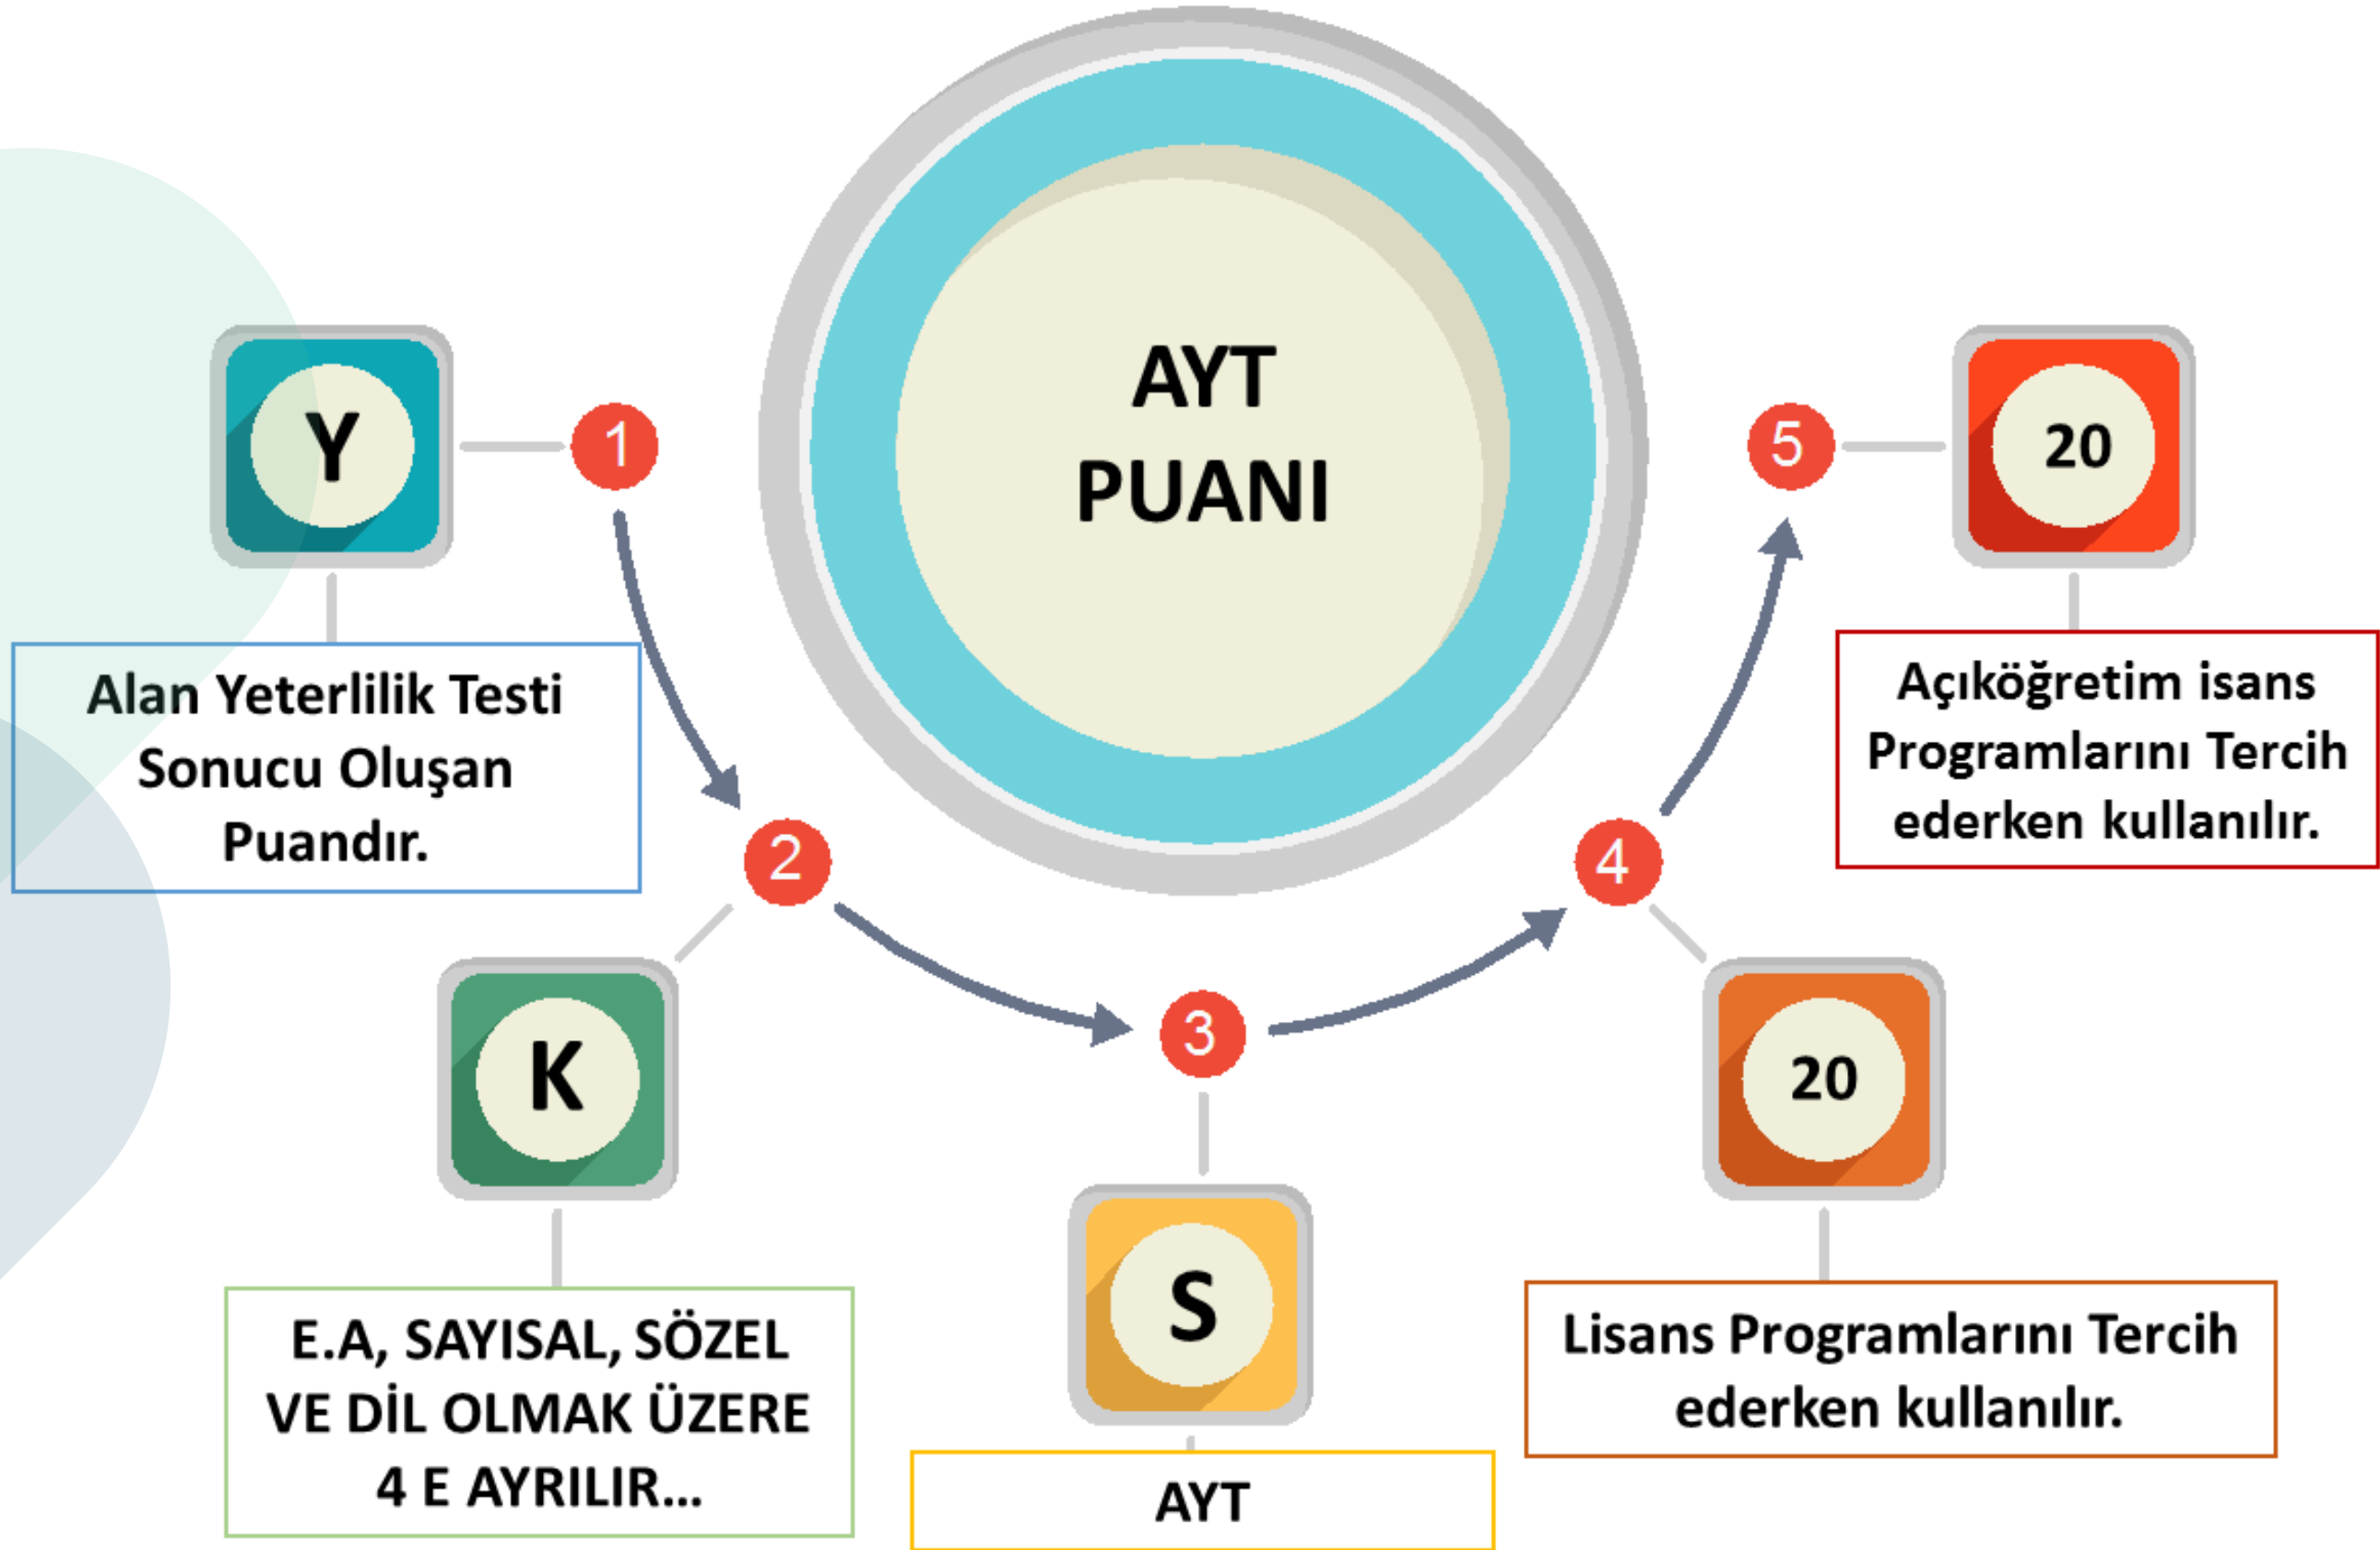 AYT
PUANI
Y
1
Alan Yeterlilik Testi
Sonucu Oluşan
Puandır.
2
K
E.A, SAYISAL, SÖZEL
VE DİL OLMAK ÜZERE
4 E AYRILIR...
3
S
AYT
4
20
Lisans Programlarını Tercih
ederken kullanılır.
5
20
Açıköğretim isans
Programlarını Tercih
ederken kullanılır.